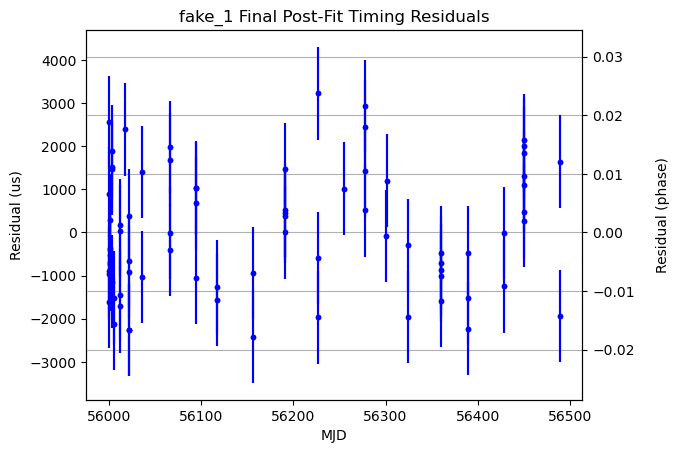 fake_1 Final Post-Fit Timing Residuals
4000
3000
2000
1000
0
−1000
−2000
−3000
Residual (us)
0.03
0.02
0.01
0.00
−0.01
−0.02
Residual (phase)
56000 56100 56200 56300 56400 56500
MJD